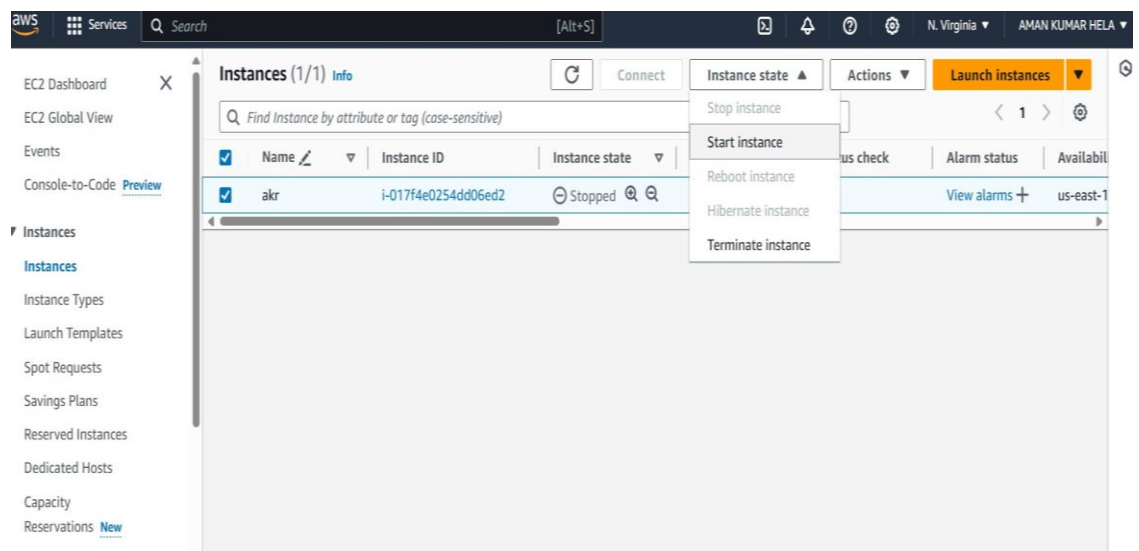 aws Services Search [Alt+S] N. Virginia ▼ AMAN KUMAR HELA ▼
EC2 Dashboard X
EC2 Global View
Events
Console-to-Code Preview
Instances
Instances
Instance Types
Launch Templates
Spot Requests
Savings Plans
Reserved Instances
Dedicated Hosts
Capacity
Reservations New
Instances (1/1) Info Connect Instance state ▲ Actions ▼ Launch instances ▼
Find Instance by attribute or tag (case-sensitive) < 1 >
Name Instance ID Instance state us check Alarm status Availabil
akr i-017f4e0254dd06ed2 Stopped View alarms + us-east-1
Stop instance
Start instance
Reboot instance
Hibernate instance
Terminate instance